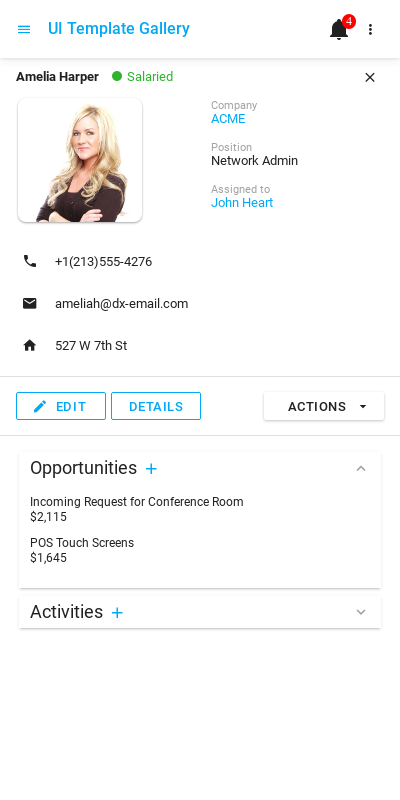 UI Template Gallery
4
Amelia Harper
Salaried
Company
ACME
Position
Network Admin
Assigned to
John Heart
+1(213)555-4276
ameliah@dx-email.com
527 W 7th St
EDIT
DETAILS
ACTIONS
Opportunities
Incoming Request for Conference Room
$2,115
POS Touch Screens
$1,645
Activities